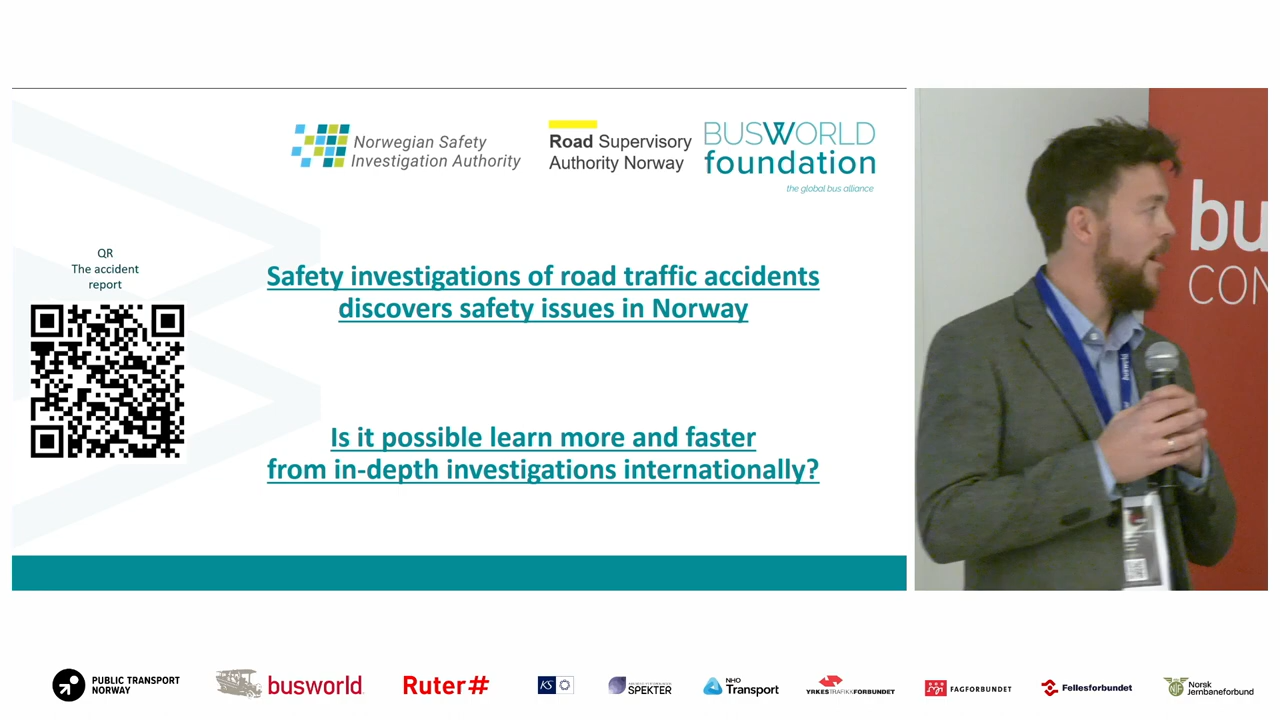 Norwegian Safety
Investigation Authority
Road Supervisory
Authority Norway
BUSWORLD
foundation
the global bus alliance
QR
The accident
report
Safety investigations of road traffic accidents
discovers safety issues in Norway
Is it possible learn more and faster
from in-depth investigations internationally?
bu
CON
busworld
PUBLIC TRANSPORT
NORWAY
busworld
Ruter#
KS
SPEKTER
NHO
Transport
YRKESTRAFIKKFORBUNDET
FAGFORBUNDET
Fellesforbundet
Norsk
Jernbaneforbund